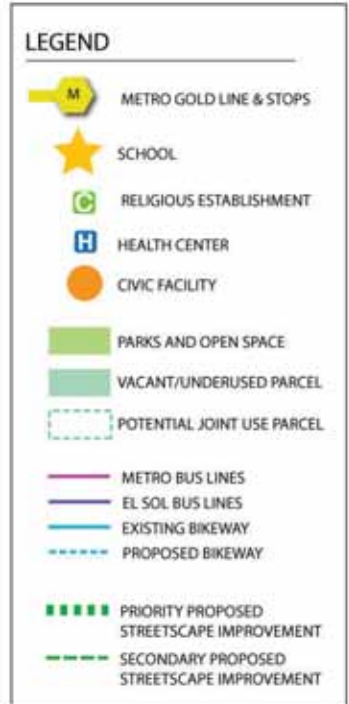 LEGEND
M METRO GOLD LINE & STOPS
SCHOOL
C RELIGIOUS ESTABLISHMENT
H HEALTH CENTER
CIVIC FACILITY
PARKS AND OPEN SPACE
VACANT/UNDERUSED PARCEL
POTENTIAL JOINT USE PARCEL
METRO BUS LINES
EL SOL BUS LINES
EXISTING BIKEWAY
PROPOSED BIKEWAY
PRIORITY PROPOSED
STREETSCAPE IMPROVEMENT
SECONDARY PROPOSED
STREETSCAPE IMPROVEMENT